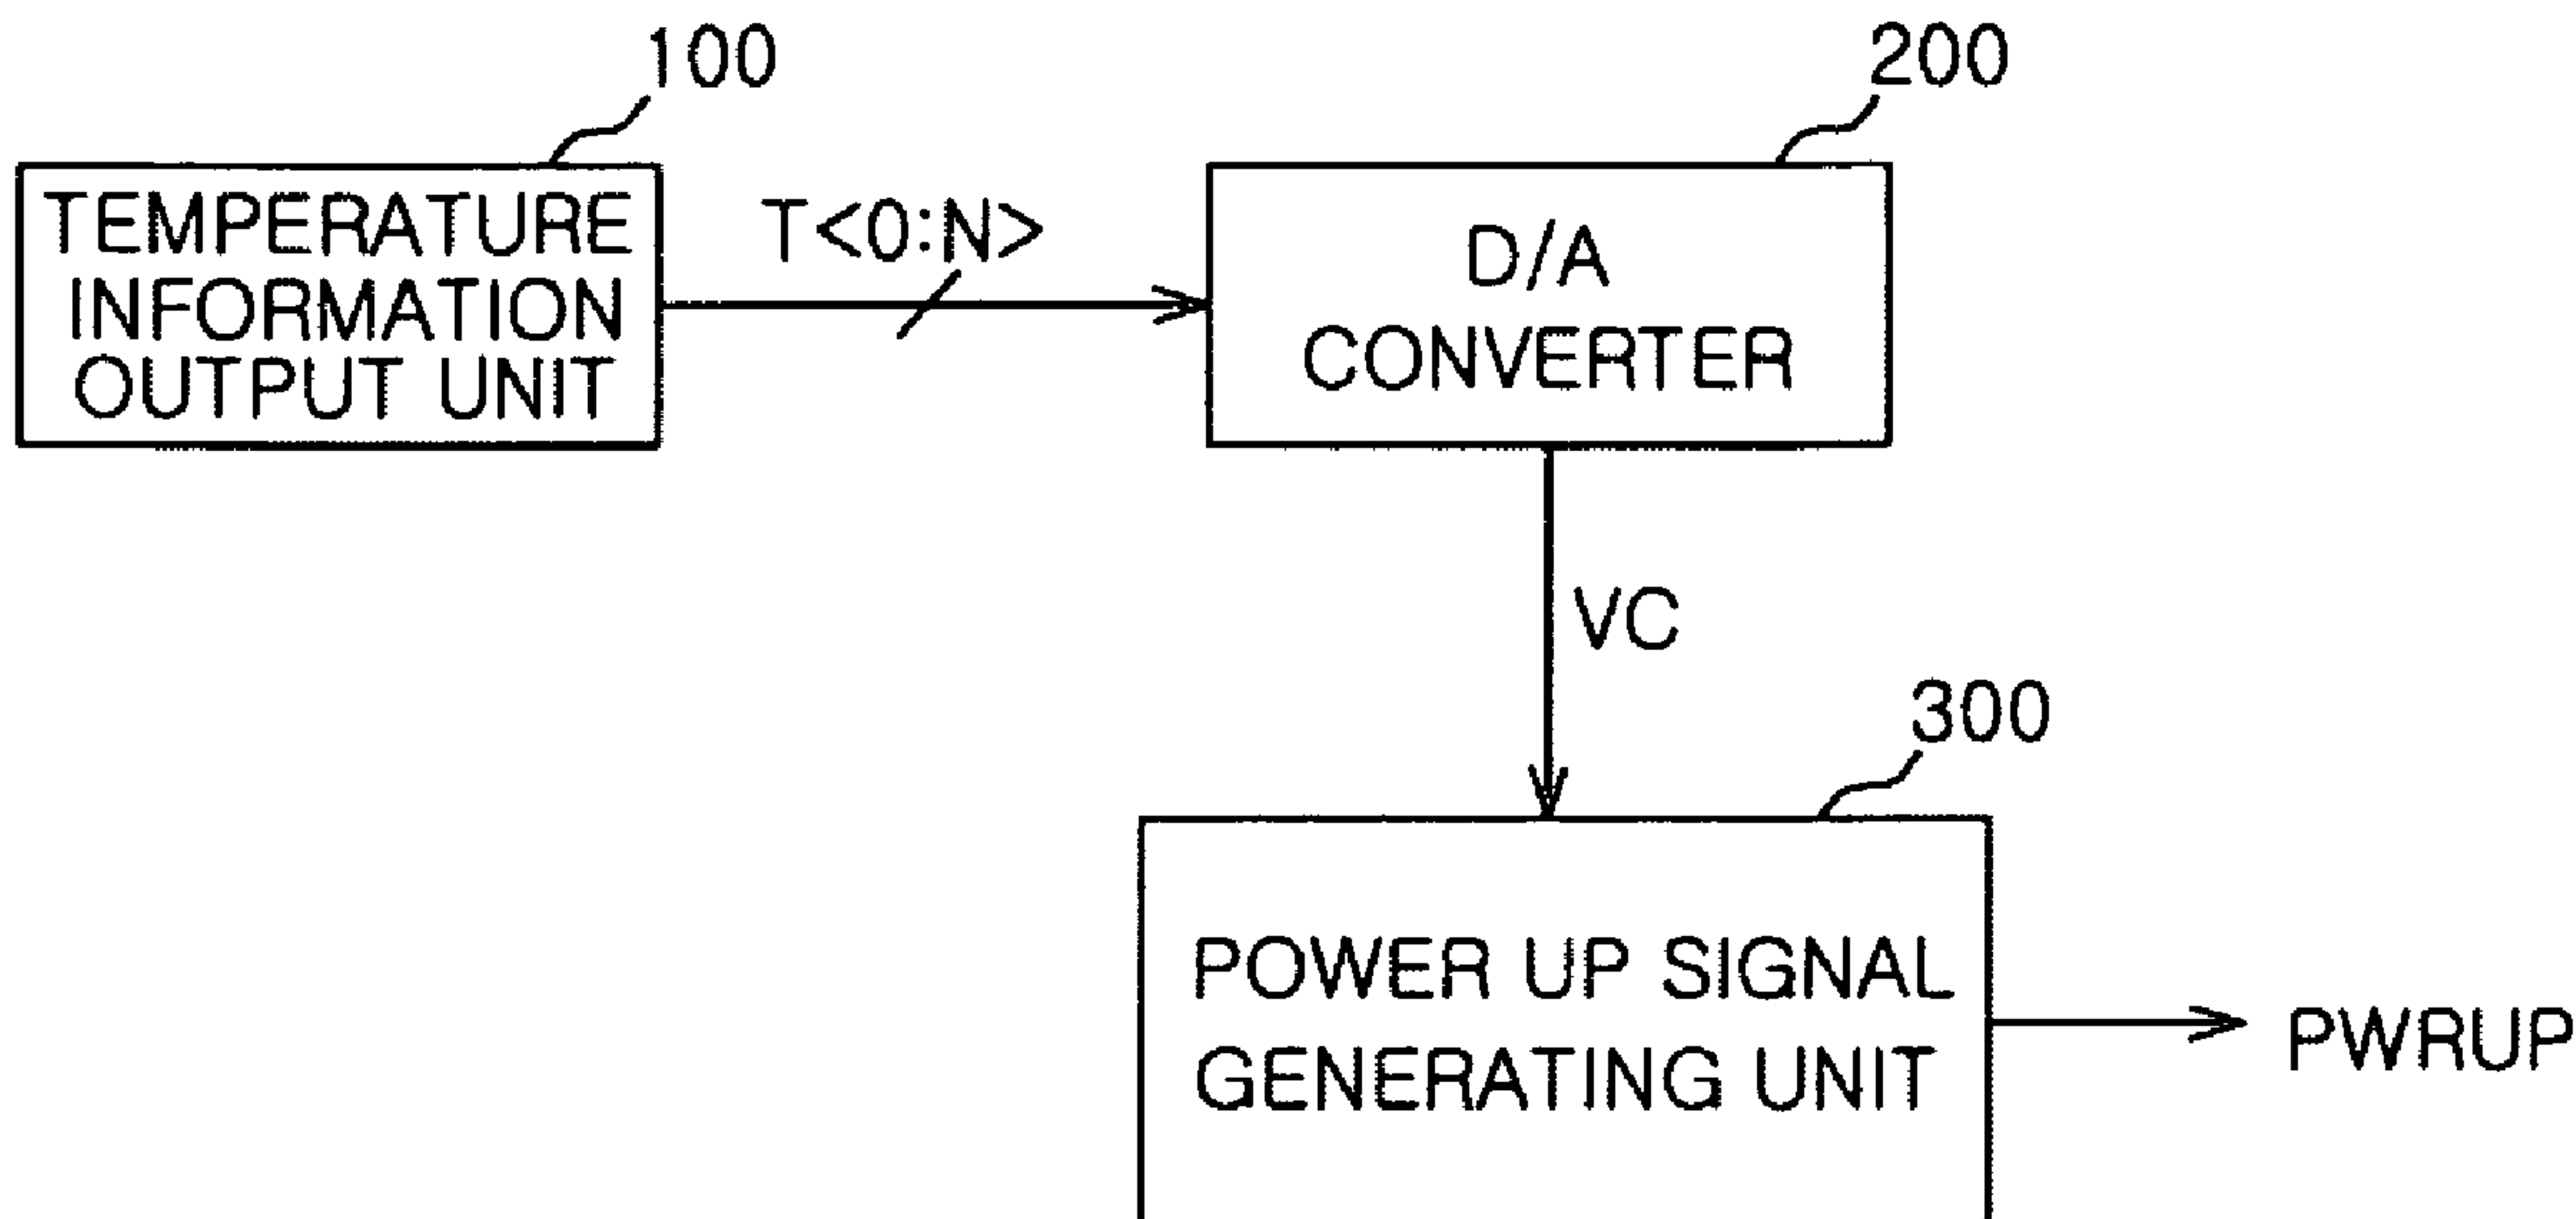 100
200
TEMPERATURE
INFORMATION
OUTPUT UNIT
T<0:N>
D/A
CONVERTER
VC
300
POWER UP SIGNAL
GENERATING UNIT
PWRUP